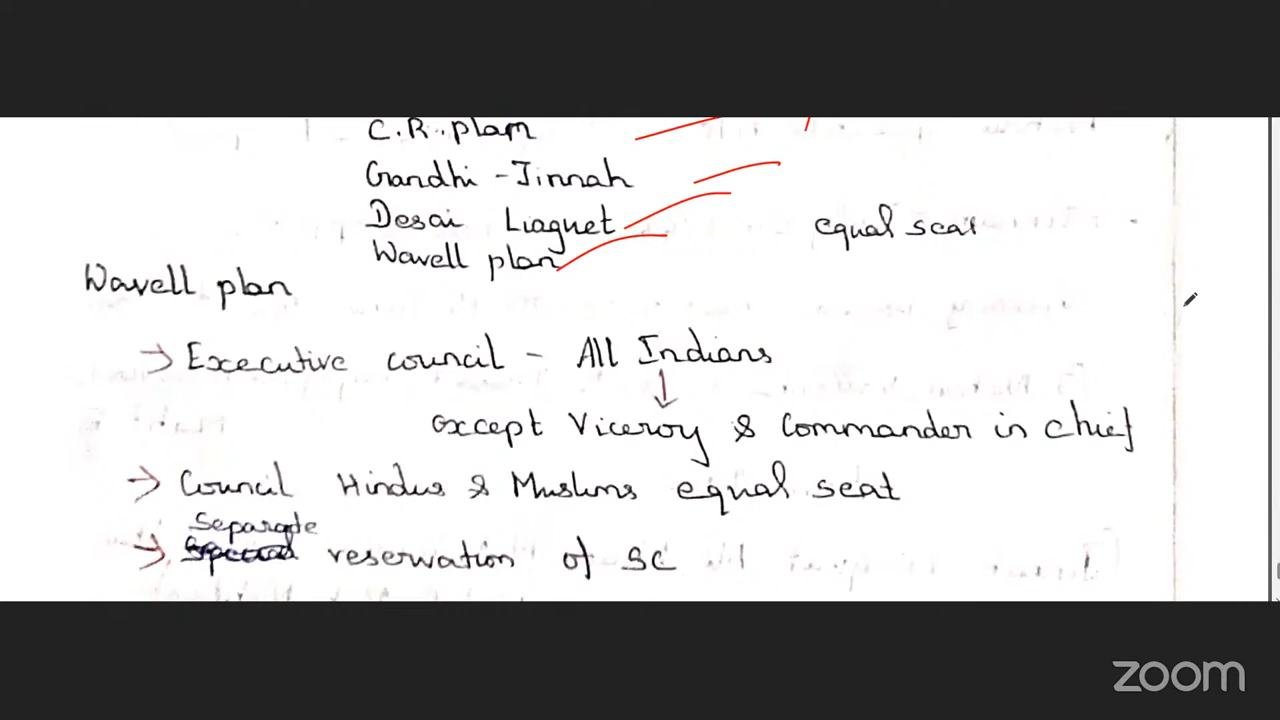 C.R. plan
Gandhi - Jinnah
Desai Liaquet
equal seat
Wavell plan
Wavell plan
→ Executive council - All Indians
↓
except Viceroy & Commander in chief
→ Council Hindus & Muslims equal seat
Separate
→ reservation of SC
zoom